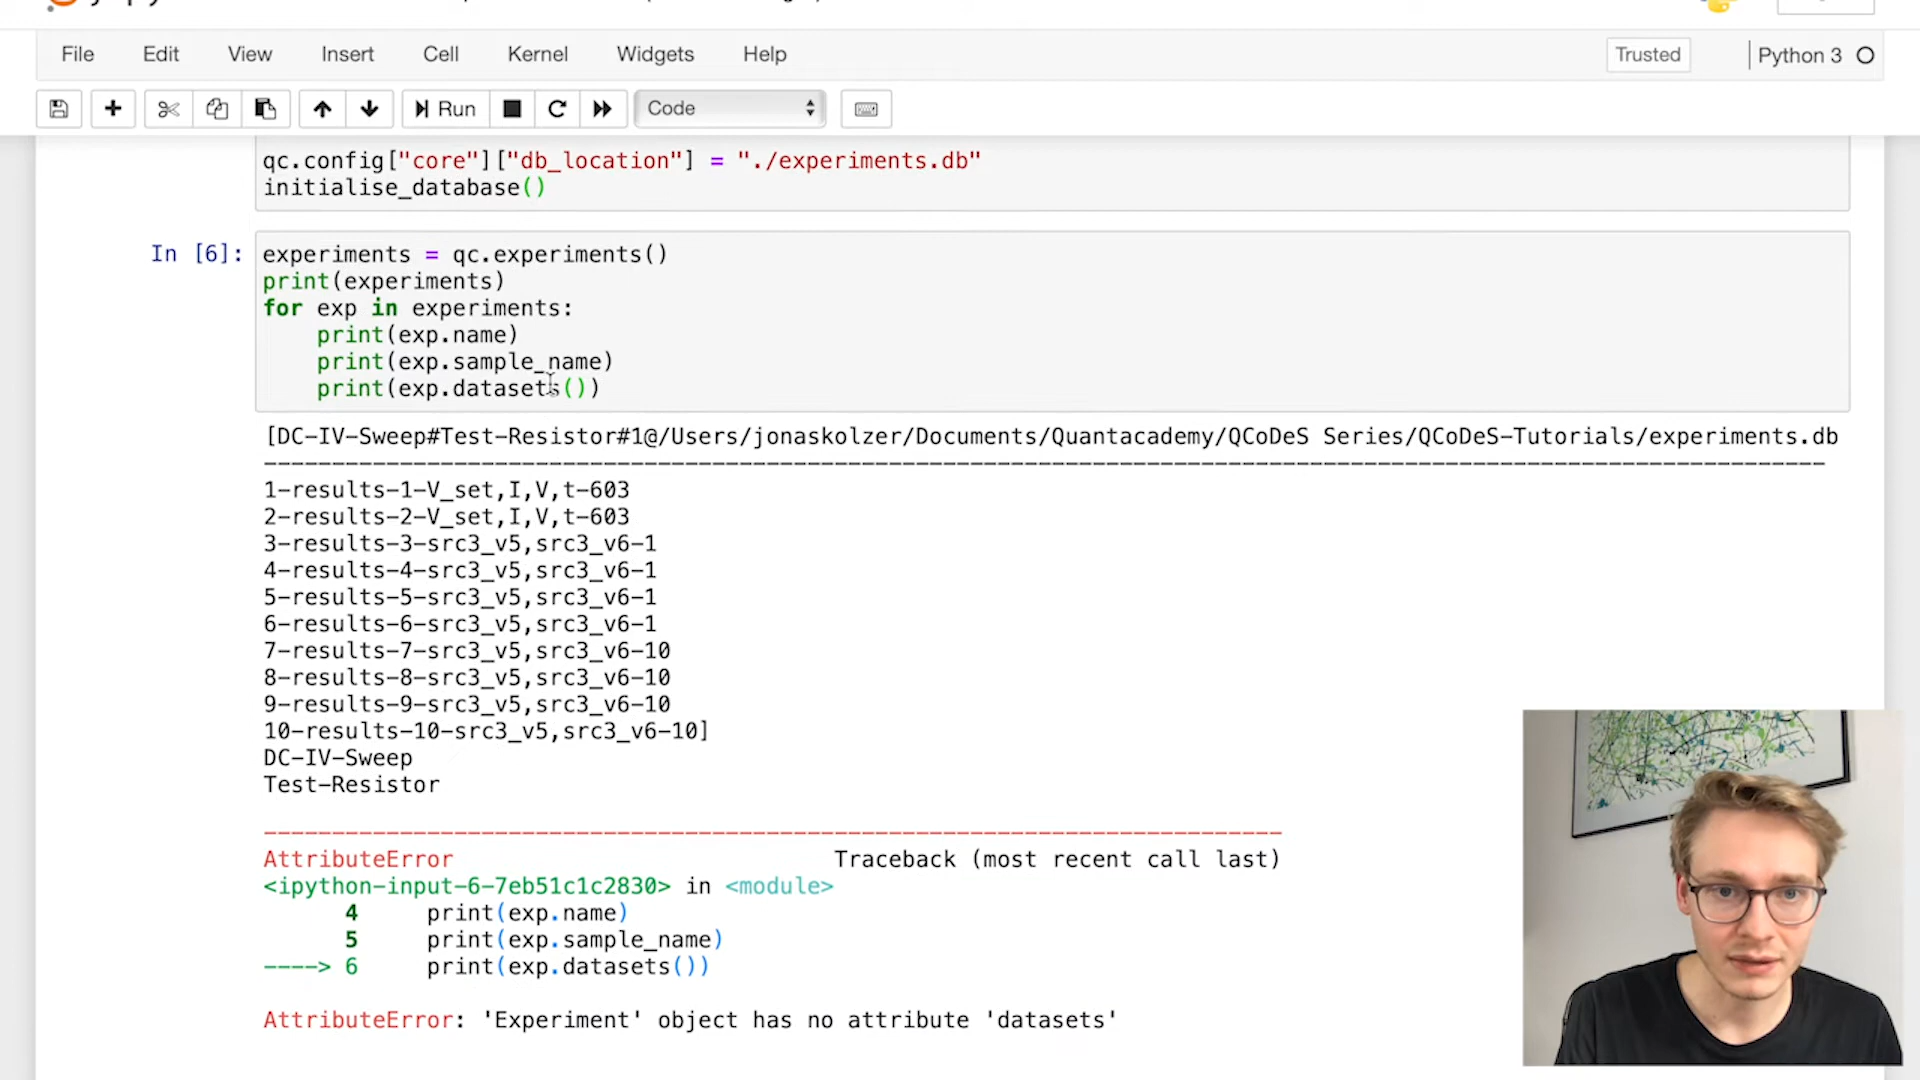 File Edit View Insert Cell Kernel Widgets Help Trusted Python 3
Run Code
qc.config["core"]["db_location"] = "./experiments.db"
initialise_database()
In [6]: experiments = qc.experiments()
print(experiments)
for exp in experiments:
    print(exp.name)
    print(exp.sample_name)
    print(exp.datasets())
[DC-IV-Sweep#Test-Resistor#1@/Users/jonaskolzer/Documents/Quantacademy/QCoDeS Series/QCoDeS-Tutorials/experiments.db
--------------------------------------------------------------------------------------------------------------------
1-results-1-V_set,I,V,t-603
2-results-2-V_set,I,V,t-603
3-results-3-src3_v5,src3_v6-1
4-results-4-src3_v5,src3_v6-1
5-results-5-src3_v5,src3_v6-1
6-results-6-src3_v5,src3_v6-1
7-results-7-src3_v5,src3_v6-10
8-results-8-src3_v5,src3_v6-10
9-results-9-src3_v5,src3_v6-10
10-results-10-src3_v5,src3_v6-10]
DC-IV-Sweep
Test-Resistor
---------------------------------------------------------------------------
AttributeError                            Traceback (most recent call last)
<ipython-input-6-7eb51c1c2830> in <module>
      4     print(exp.name)
      5     print(exp.sample_name)
----> 6     print(exp.datasets())
AttributeError: 'Experiment' object has no attribute 'datasets'